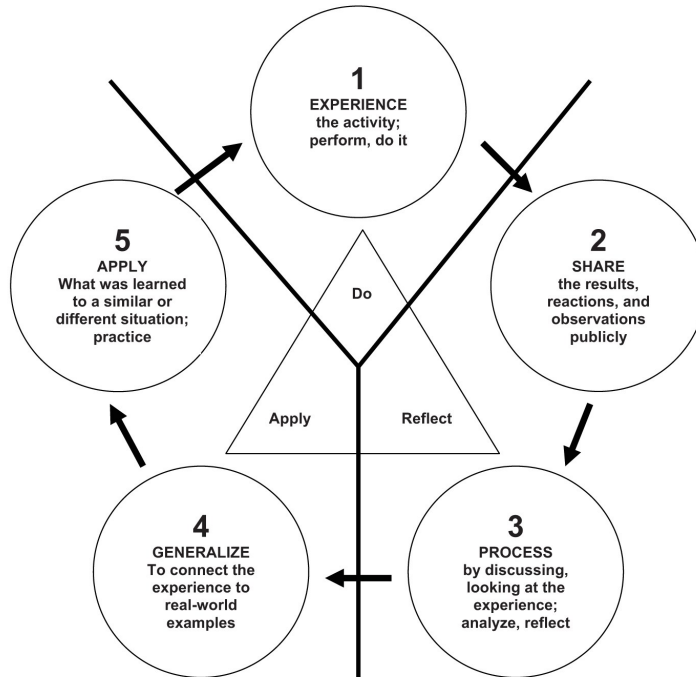 1
EXPERIENCE
the activity;
perform, do it
2
SHARE
the results,
reactions, and
observations
publicly
3
PROCESS
by discussing,
looking at the
experience;
analyze, reflect
4
GENERALIZE
To connect the
experience to
real-world
examples
5
APPLY
What was learned
to a similar or
different situation;
practice
Do
Apply
Reflect